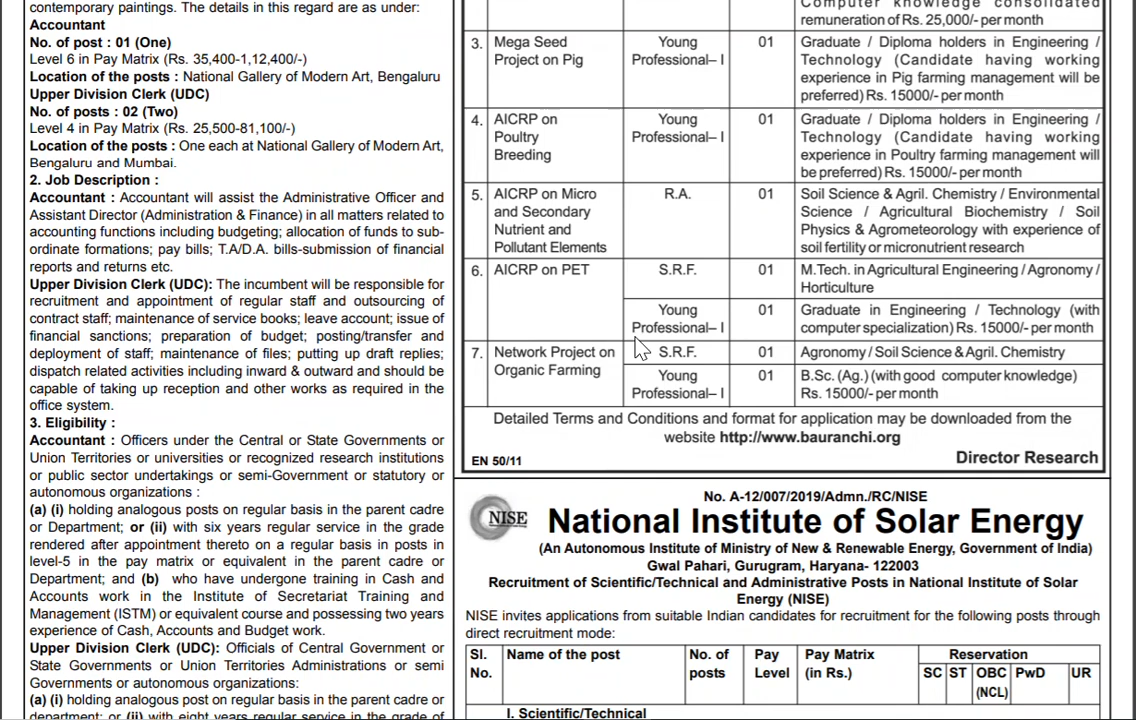 contemporary paintings. The details in this regard are as under:
Accountant
No. of post : 01 (One)
Level 6 in Pay Matrix (Rs. 35,400-1,12,400/-)
Location of the posts : National Gallery of Modern Art, Bengaluru
Upper Division Clerk (UDC)
No. of posts : 02 (Two)
Level 4 in Pay Matrix (Rs. 25,500-81,100/-)
Location of the posts : One each at National Gallery of Modern Art,
Bengaluru and Mumbai.
2. Job Description :
Accountant : Accountant will assist the Administrative Officer and
Assistant Director (Administration & Finance) in all matters related to
accounting functions including budgeting; allocation of funds to sub-
ordinate formations; pay bills; T.A/D.A. bills-submission of financial
reports and returns etc.
Upper Division Clerk (UDC): The incumbent will be responsible for
recruitment and appointment of regular staff and outsourcing of
contract staff; maintenance of service books; leave account; issue of
financial sanctions; preparation of budget; posting/transfer and
deployment of staff; maintenance of files; putting up draft replies;
dispatch related activities including inward & outward and should be
capable of taking up reception and other works as required in the
office system.
3. Eligibility :
Accountant : Officers under the Central or State Governments or
Union Territories or universities or recognized research institutions
or public sector undertakings or semi-Government or statutory or
autonomous organizations :
(a) (i) holding analogous posts on regular basis in the parent cadre
or Department; or (ii) with six years regular service in the grade
rendered after appointment thereto on a regular basis in posts in
level-5 in the pay matrix or equivalent in the parent cadre or
Department; and (b) who have undergone training in Cash and
Accounts work in the Institute of Secretariat Training and
Management (ISTM) or equivalent course and possessing two years
experience of Cash, Accounts and Budget work.
Upper Division Clerk (UDC): Officials of Central Government or
State Governments or Union Territories Administrations or semi
Governments or autonomous organizations:
(a) (i) holding analogous post on regular basis in the parent cadre or
department; or (ii) with eight years regular service in the grade of
Computer knowledge consolidated
remuneration of Rs. 25,000/- per month
3. Mega Seed Young 01 Graduate / Diploma holders in Engineering /
Project on Pig Professional– I Technology (Candidate having working
experience in Pig farming management will be
preferred) Rs. 15000/- per month
4. AICRP on Young 01 Graduate / Diploma holders in Engineering /
Poultry Professional– I Technology (Candidate having working
Breeding experience in Poultry farming management will
be preferred) Rs. 15000/- per month
5. AICRP on Micro R.A. 01 Soil Science & Agril. Chemistry / Environmental
and Secondary Science / Agricultural Biochemistry / Soil
Nutrient and Physics & Agrometeorology with experience of
Pollutant Elements soil fertility or micronutrient research
6. AICRP on PET S.R.F. 01 M.Tech. in Agricultural Engineering / Agronomy /
Horticulture
Young 01 Graduate in Engineering / Technology (with
Professional– I computer specialization) Rs. 15000/- per month
7. Network Project on S.R.F. 01 Agronomy / Soil Science & Agril. Chemistry
Organic Farming
Young 01 B.Sc. (Ag.) (with good computer knowledge)
Professional– I Rs. 15000/- per month
Detailed Terms and Conditions and format for application may be downloaded from the
website http://www.bauranchi.org
EN 50/11 Director Research
No. A-12/007/2019/Admn./RC/NISE
NISE National Institute of Solar Energy
(An Autonomous Institute of Ministry of New & Renewable Energy, Government of India)
Gwal Pahari, Gurugram, Haryana- 122003
Recruitment of Scientific/Technical and Administrative Posts in National Institute of Solar
Energy (NISE)
NISE invites applications from suitable Indian candidates for recruitment for the following posts through
direct recruitment mode:
Sl. Name of the post No. of Pay Pay Matrix Reservation
No. posts Level (in Rs.) SC ST OBC PwD UR
(NCL)
I. Scientific/Technical